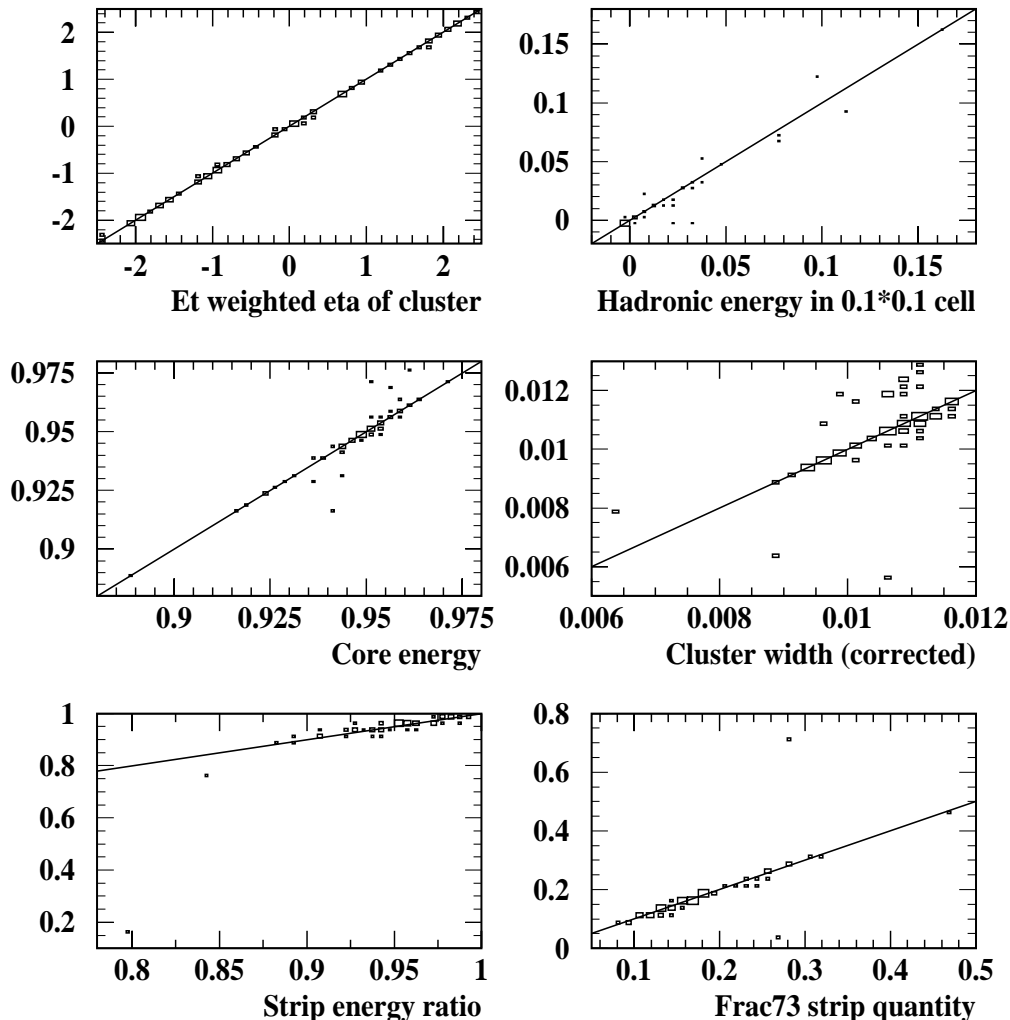 2
1
0
-1
-2
-2 -1 0 1 2
Et weighted eta of cluster
0.15
0.1
0.05
0
0 0.05 0.1 0.15
Hadronic energy in 0.1*0.1 cell
0.975
0.95
0.925
0.9
0.9 0.925 0.95 0.975
Core energy
0.012
0.01
0.008
0.006
0.006 0.008 0.01 0.012
Cluster width (corrected)
1
0.8
0.6
0.4
0.2
0.8 0.85 0.9 0.95 1
Strip energy ratio
0.8
0.6
0.4
0.2
0
0.1 0.2 0.3 0.4 0.5
Frac73 strip quantity